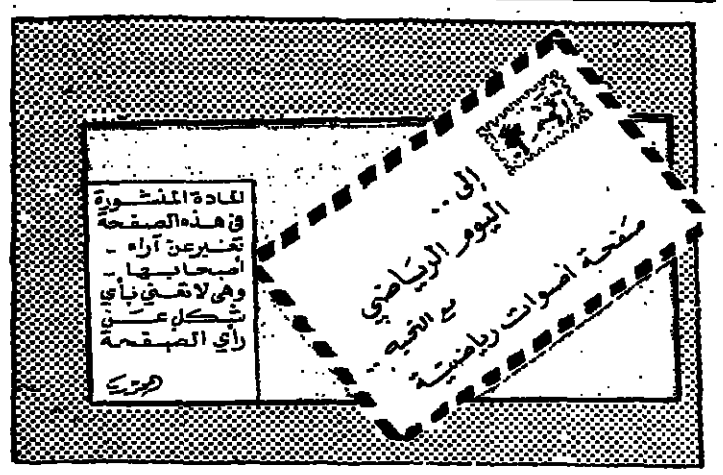 إلى ..
اليوم الرياضي
مع التحية ..
صفحة أصوات رياضية
المادة المنشورة
في هذه الصفحة
تعبر عن آراء -
أصحابها -
وهي لا تعني بأي
شكل عن
رأي الصفحة